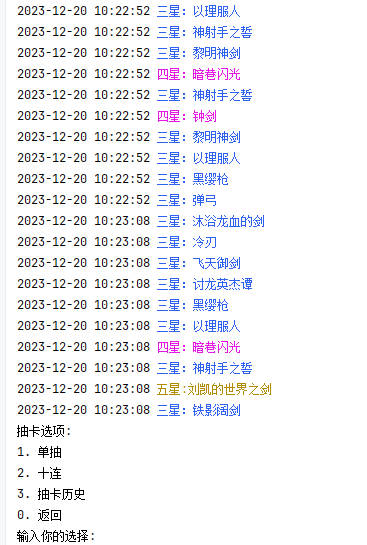 2023-12-20 10:22:52 三星：以理服人
2023-12-20 10:22:52 三星：神射手之誓
2023-12-20 10:22:52 三星：黎明神剑
2023-12-20 10:22:52 四星：暗巷闪光
2023-12-20 10:22:52 三星：神射手之誓
2023-12-20 10:22:52 四星：钟剑
2023-12-20 10:22:52 三星：黎明神剑
2023-12-20 10:22:52 三星：以理服人
2023-12-20 10:22:52 三星：黑缨枪
2023-12-20 10:22:52 三星：弹弓
2023-12-20 10:23:08 三星：沐浴龙血的剑
2023-12-20 10:23:08 三星：冷刃
2023-12-20 10:23:08 三星：飞天御剑
2023-12-20 10:23:08 三星：讨龙英杰谭
2023-12-20 10:23:08 三星：黑缨枪
2023-12-20 10:23:08 三星：以理服人
2023-12-20 10:23:08 四星：暗巷闪光
2023-12-20 10:23:08 三星：神射手之誓
2023-12-20 10:23:08 五星:刘凯的世界之剑
2023-12-20 10:23:08 三星：铁影阔剑
抽卡选项:
1. 单抽
2. 十连
3. 抽卡历史
0. 返回
输入你的选择: